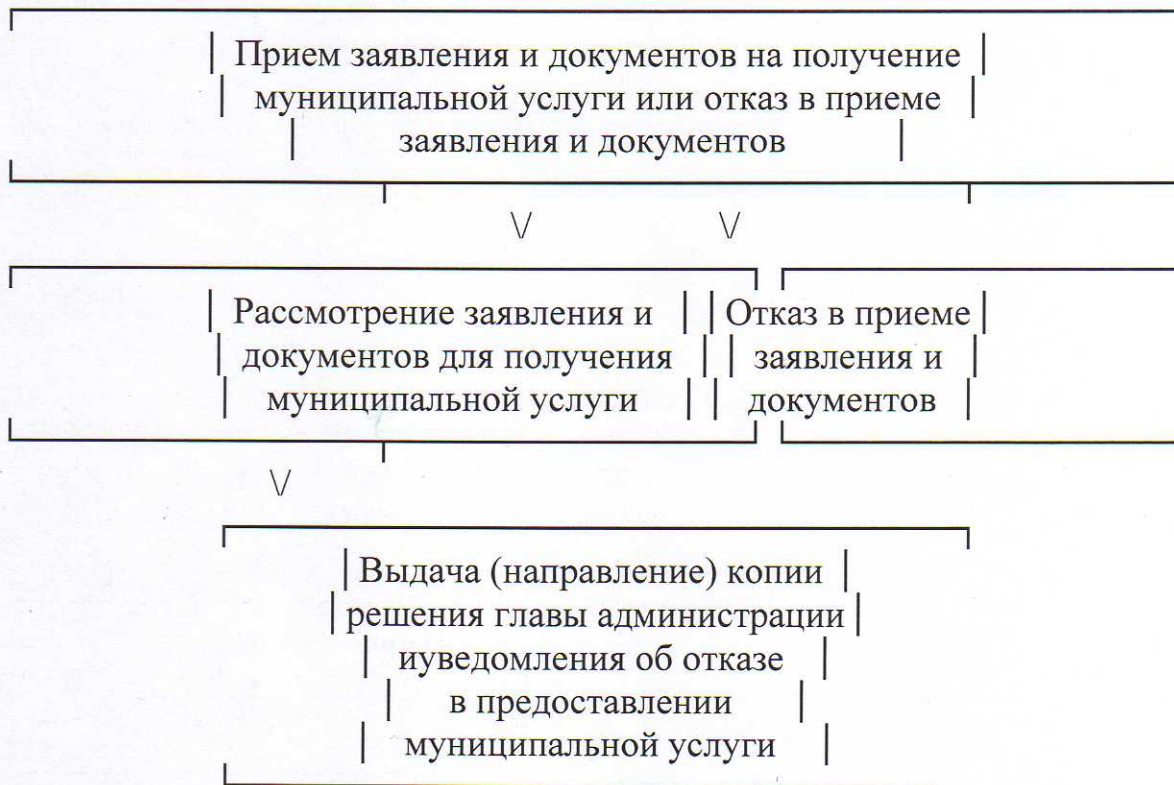 Прием заявления и документов на получение
муниципальной услуги или отказ в приеме
заявления и документов
Рассмотрение заявления и
документов для получения
муниципальной услуги
Отказ в приеме
заявления и
документов
Выдача (направление) копии
решения главы администрации
иуведомления об отказе
в предоставлении
муниципальной услуги